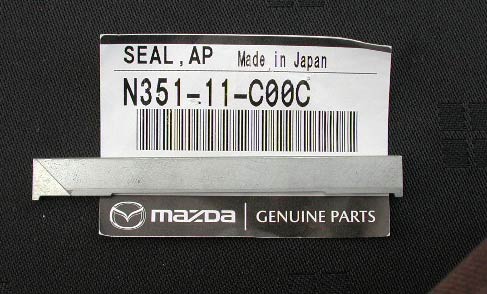 SEAL,AP Made in Japan
N351-11-C00C
mazda GENUINE PARTS